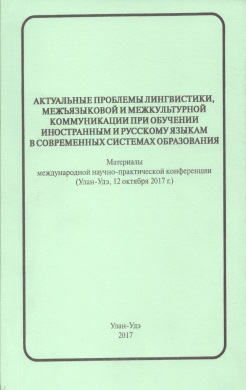 АКТУАЛЬНЫЕ ПРОБЛЕМЫ ЛИНГВИСТИКИ,
МЕЖЪЯЗЫКОВОЙ И МЕЖКУЛЬТУРНОЙ
КОММУНИКАЦИИ ПРИ ОБУЧЕНИИ
ИНОСТРАННЫМ И РУССКОМУ ЯЗЫКАМ
В СОВРЕМЕННЫХ СИСТЕМАХ ОБРАЗОВАНИЯ
Материалы
международной научно-практической конференции
(Улан-Удэ, 12 октября 2017 г.)
Улан-Удэ
2017